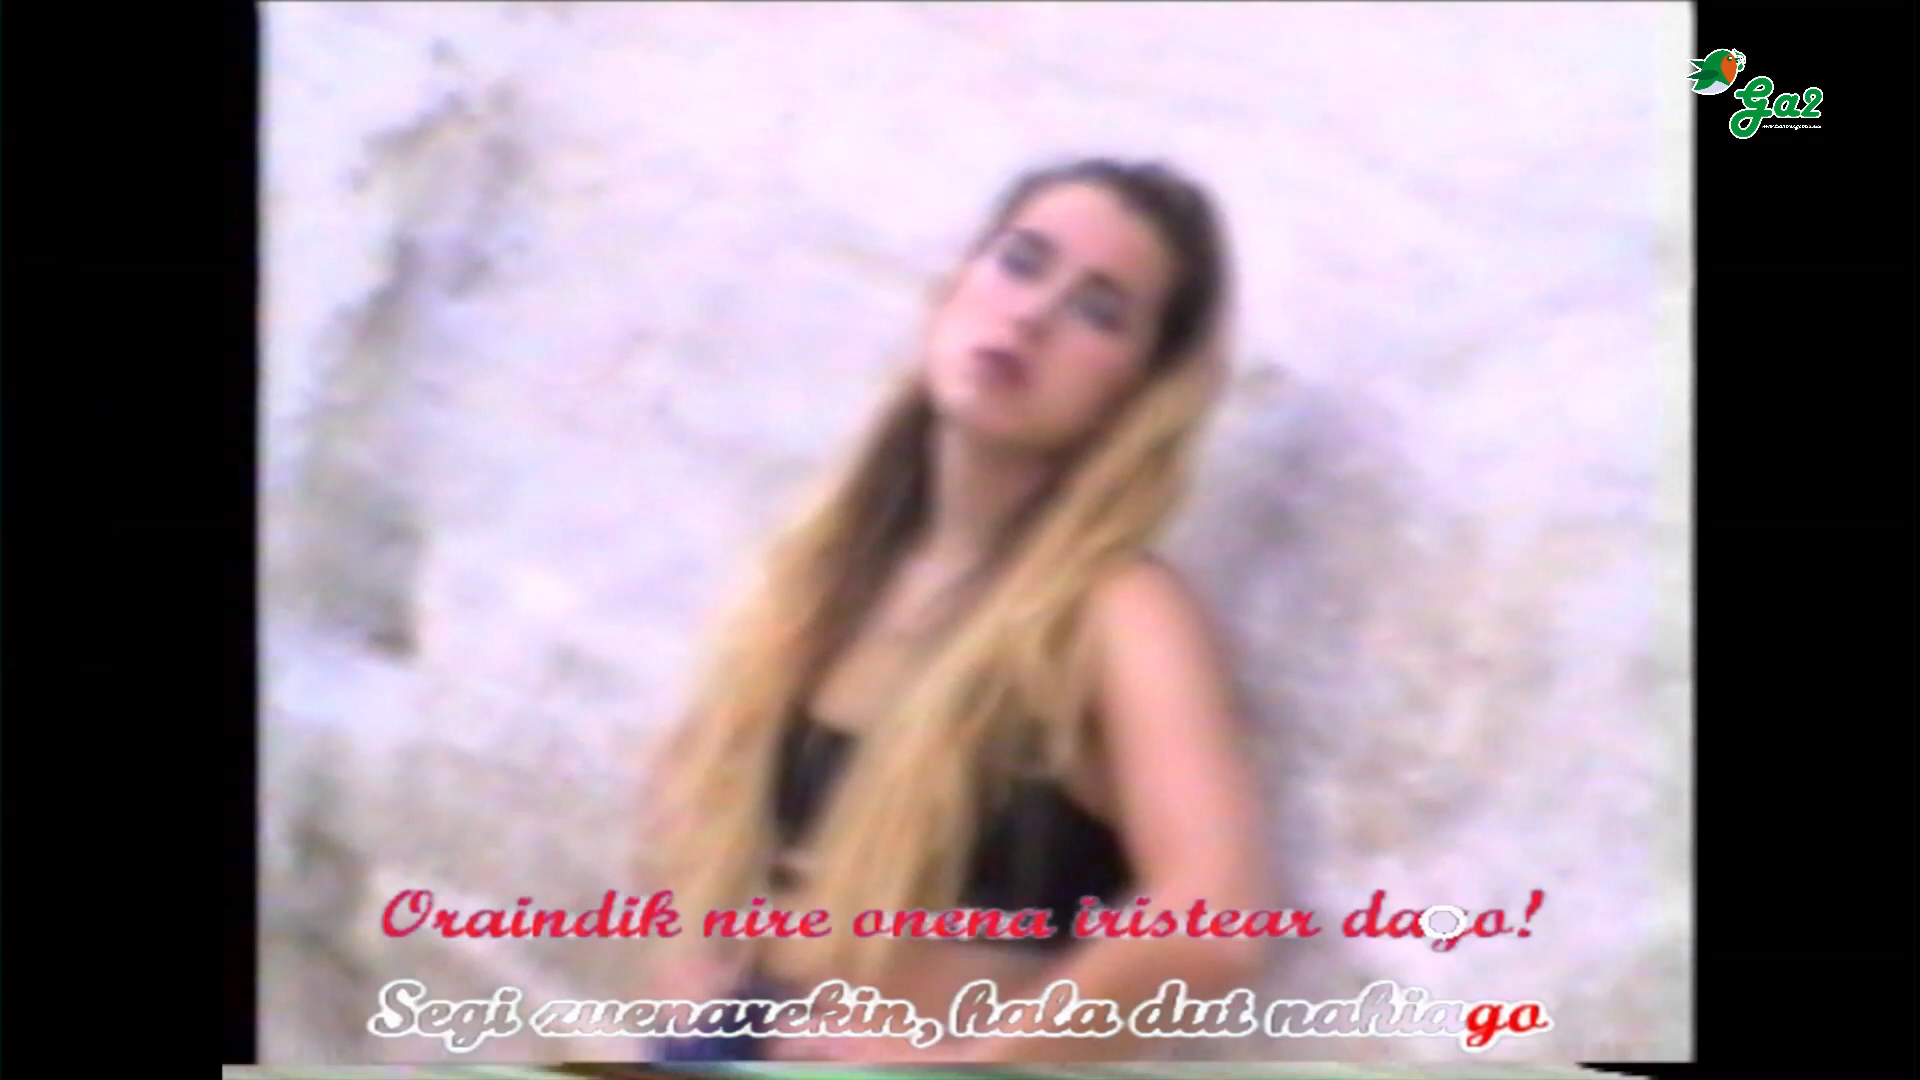 Ga2
Oraindik nire onena iristear dago!
Segi zuenarekin, hala dut nahiago